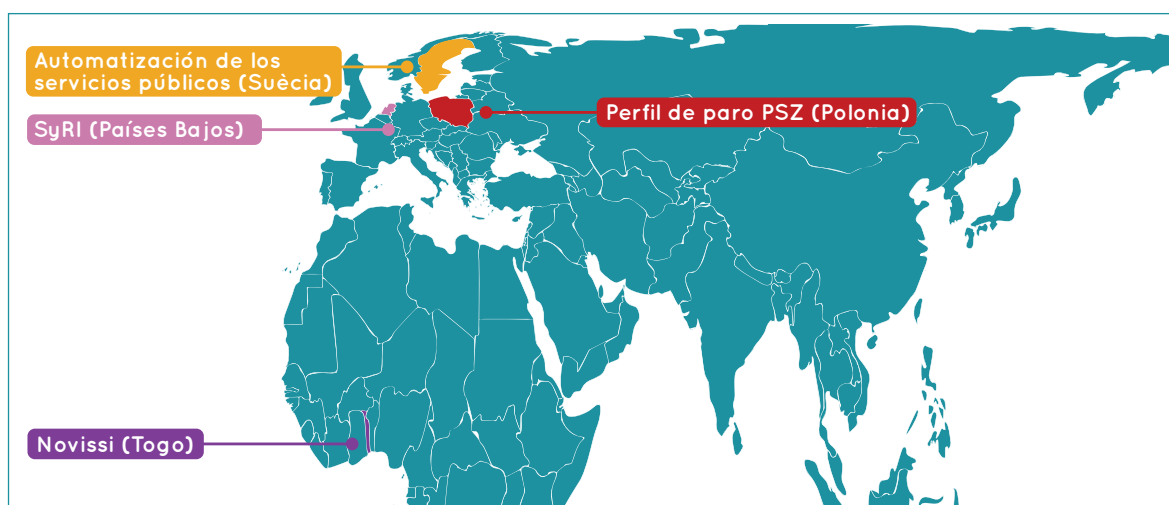 Automatización de los
servicios públicos (Suècia)
SyRI (Países Bajos)
Perfil de paro PSZ (Polonia)
Novissi (Togo)